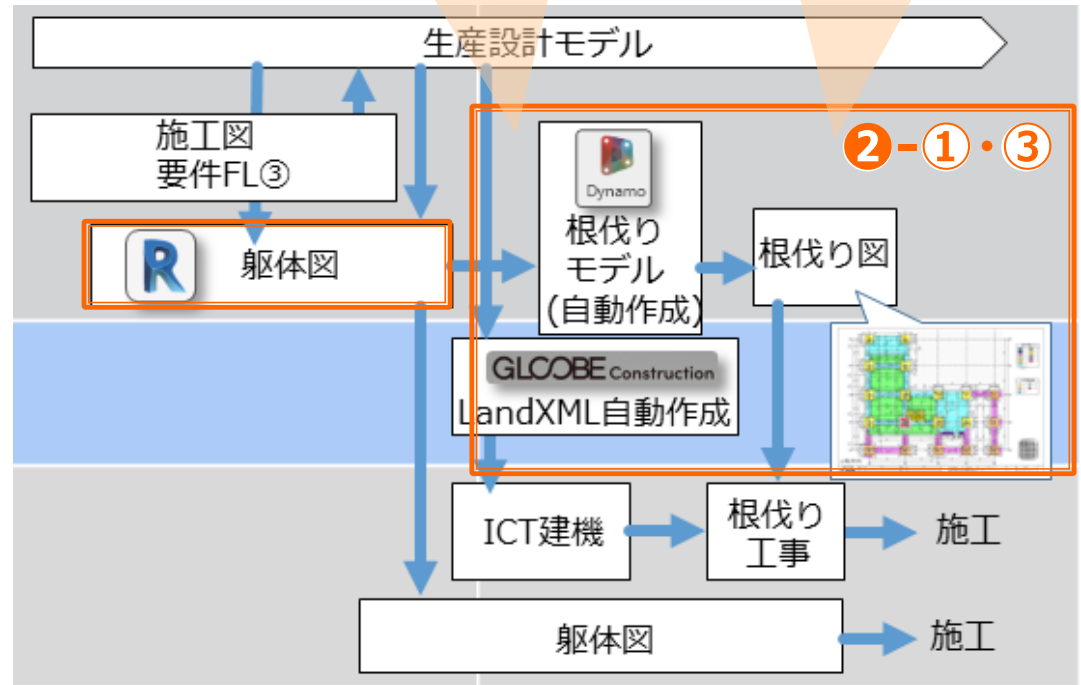 生産設計モデル
施工図
要件FL③
❷-①・③
Dynamo
根伐り
モデル
(自動作成)
根伐り図
R
躯体図
GLOOBE Construction
LandXML自動作成
ICT建機
根伐り
工事
施工
躯体図
施工